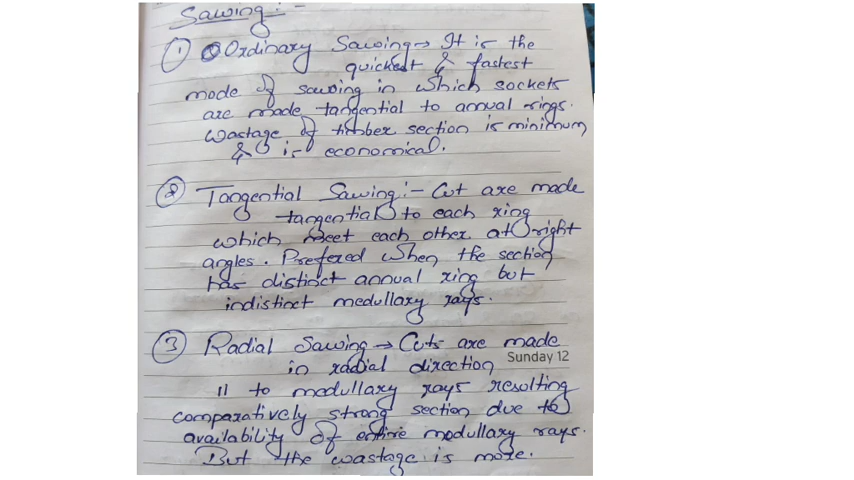 Sawing :-
① Ordinary Sawing → It is the
quickest & fastest
mode of sawing in which sockets
are made tangential to annual rings.
Wastage of timber section is minimum
& is economical.
② Tangential Sawing :- Cut are made
tangential to each ring
which meet each other at right
angles. Prefered when the section
has distinct annual ring but
indistinct medullary rays.
③ Radial Sawing → Cuts are made
in radial direction
Sunday 12
11 to medullary rays resulting
comparatively strong section due to
availability of entire modullary rays.
But the wastage is more.